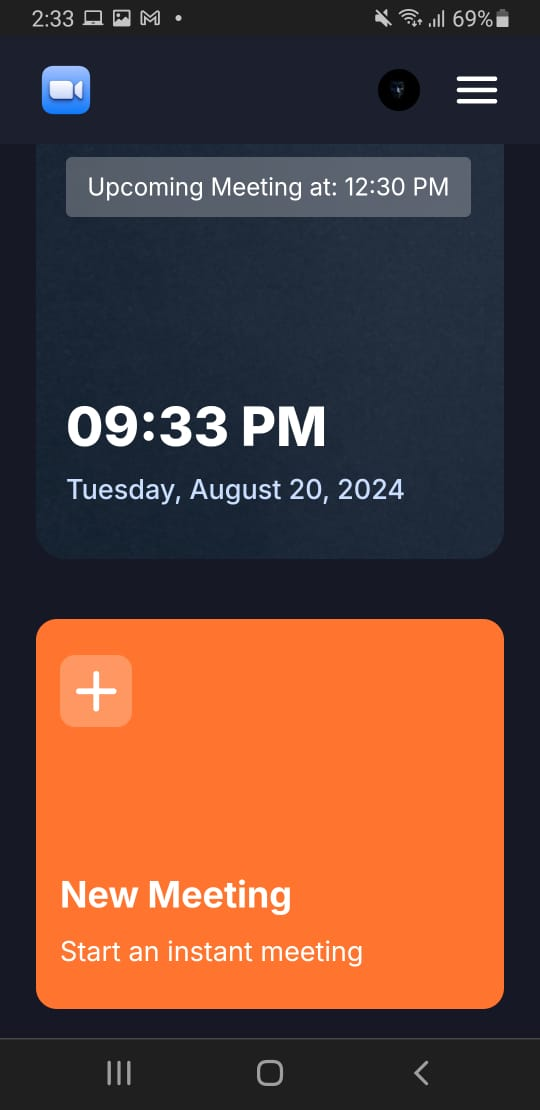 2:33
69%
Upcoming Meeting at: 12:30 PM
09:33 PM
Tuesday, August 20, 2024
New Meeting
Start an instant meeting